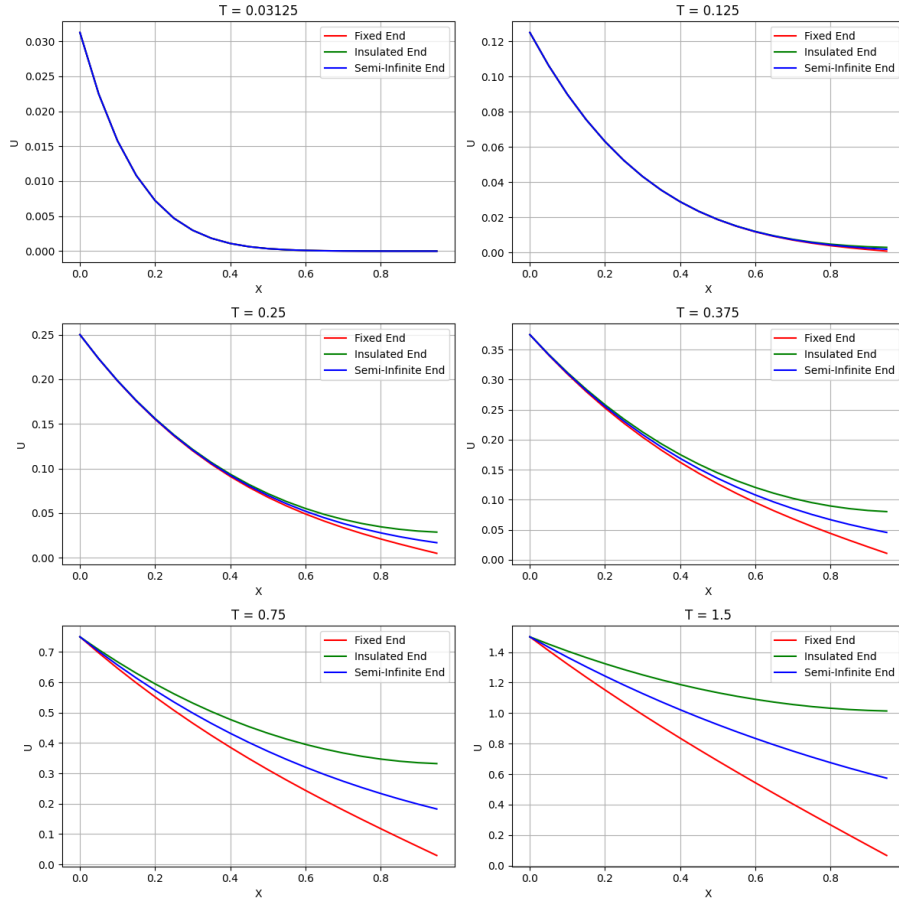 T = 0.03125
0.030
0.025
0.020
0.015
0.010
0.005
0.000
U
0.0
0.2
0.4
0.6
0.8
X
Fixed End
Insulated End
Semi-Infinite End
T = 0.125
0.12
0.10
0.08
0.06
0.04
0.02
0.00
U
0.0
0.2
0.4
0.6
0.8
X
Fixed End
Insulated End
Semi-Infinite End
T = 0.25
0.25
0.20
0.15
0.10
0.05
0.00
U
0.0
0.2
0.4
0.6
0.8
X
Fixed End
Insulated End
Semi-Infinite End
T = 0.375
0.35
0.30
0.25
0.20
0.15
0.10
0.05
0.00
U
0.0
0.2
0.4
0.6
0.8
X
Fixed End
Insulated End
Semi-Infinite End
T = 0.75
0.7
0.6
0.5
0.4
0.3
0.2
0.1
0.0
U
0.0
0.2
0.4
0.6
0.8
X
Fixed End
Insulated End
Semi-Infinite End
T = 1.5
1.4
1.2
1.0
0.8
0.6
0.4
0.2
0.0
U
0.0
0.2
0.4
0.6
0.8
X
Fixed End
Insulated End
Semi-Infinite End